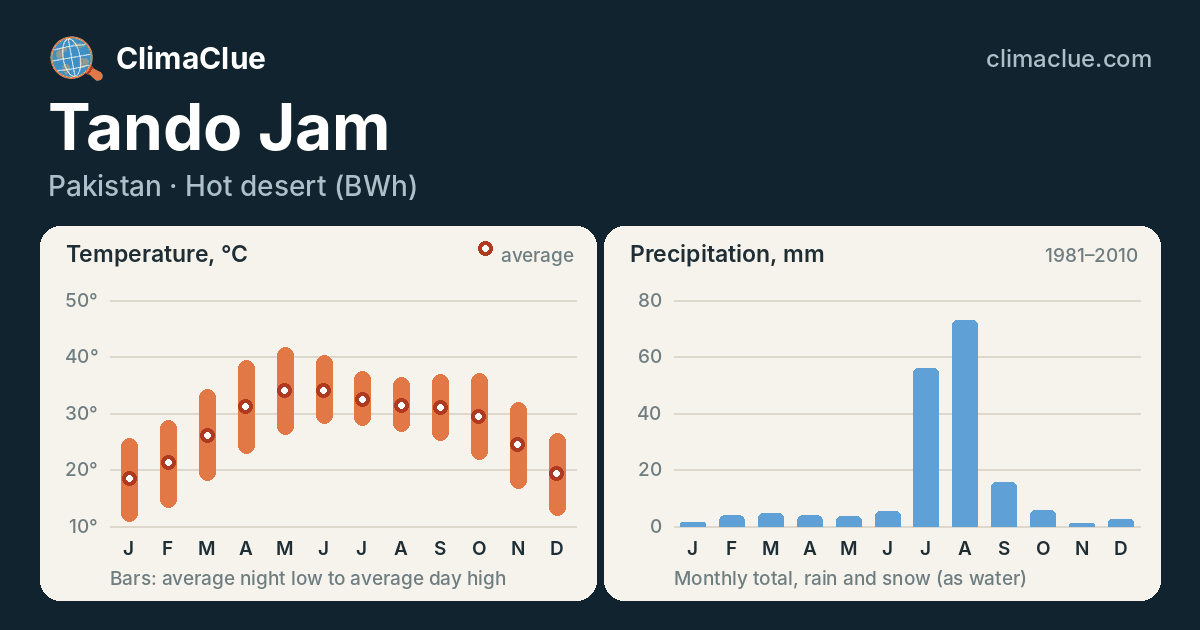 ClimaClue
climaclue.com
Tando Jam
Pakistan · Hot desert (BWh)
Temperature, °C
average
50°
40°
30°
20°
10°
J F M A M J J A S O N D
Bars: average night low to average day high
Precipitation, mm
1981–2010
80
60
40
20
0
J F M A M J J A S O N D
Monthly total, rain and snow (as water)